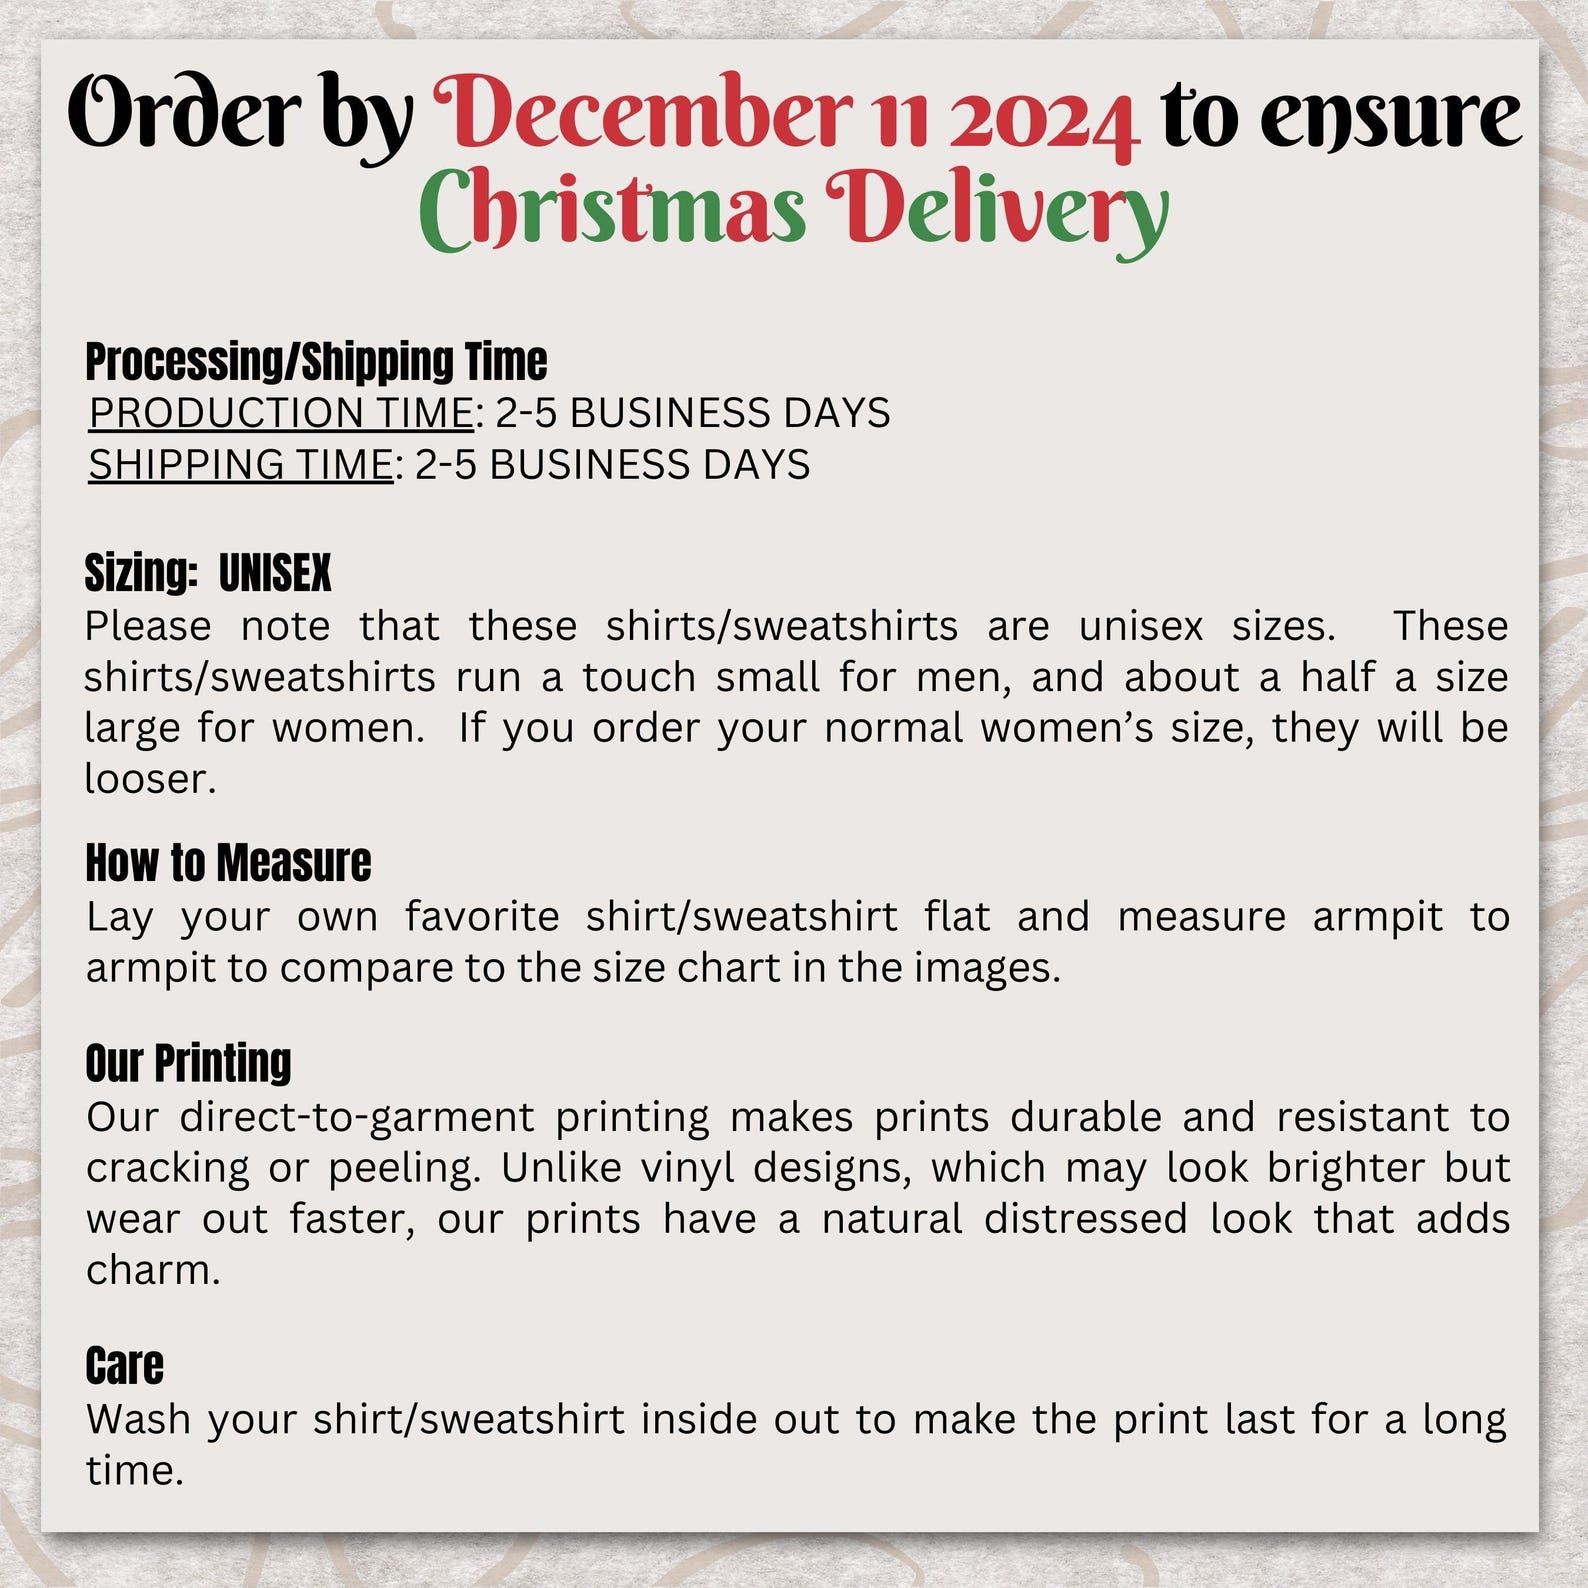 Order by December 11 2024 to ensure
Christmas Delivery
Processing/Shipping Time
PRODUCTION TIME: 2-5 BUSINESS DAYS
SHIPPING TIME: 2-5 BUSINESS DAYS
Sizing:  UNISEX
Please note that these shirts/sweatshirts are unisex sizes.  These
shirts/sweatshirts run a touch small for men, and about a half a size
large for women.  If you order your normal women’s size, they will be
looser.
How to Measure
Lay your own favorite shirt/sweatshirt flat and measure armpit to
armpit to compare to the size chart in the images.
Our Printing
Our direct-to-garment printing makes prints durable and resistant to
cracking or peeling. Unlike vinyl designs, which may look brighter but
wear out faster, our prints have a natural distressed look that adds
charm.
Care
Wash your shirt/sweatshirt inside out to make the print last for a long
time.